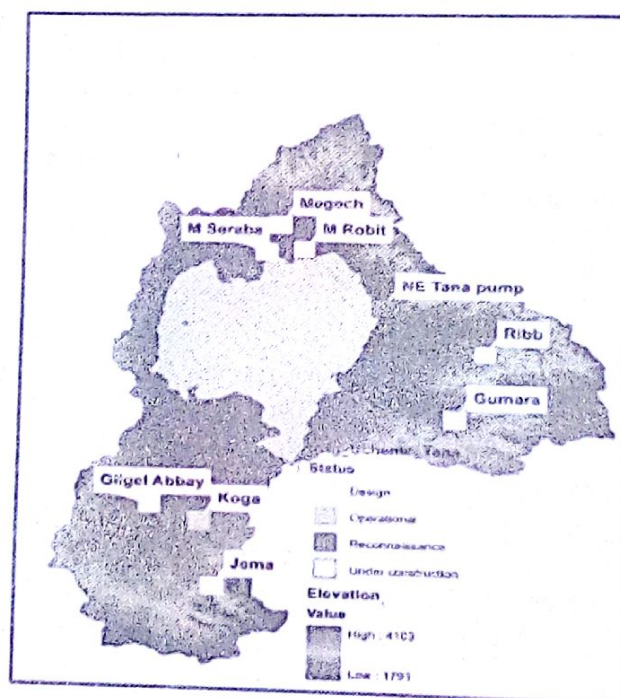 Megech
M Seraba
M Robit
NE Tana pump
Ribb
Gumara
Tana
Status
Gilgel Abbay
Koga
Design
Operational
Reconnaissance
Jema
Under construction
Elevation
Value
High : 4103
Low : 1791